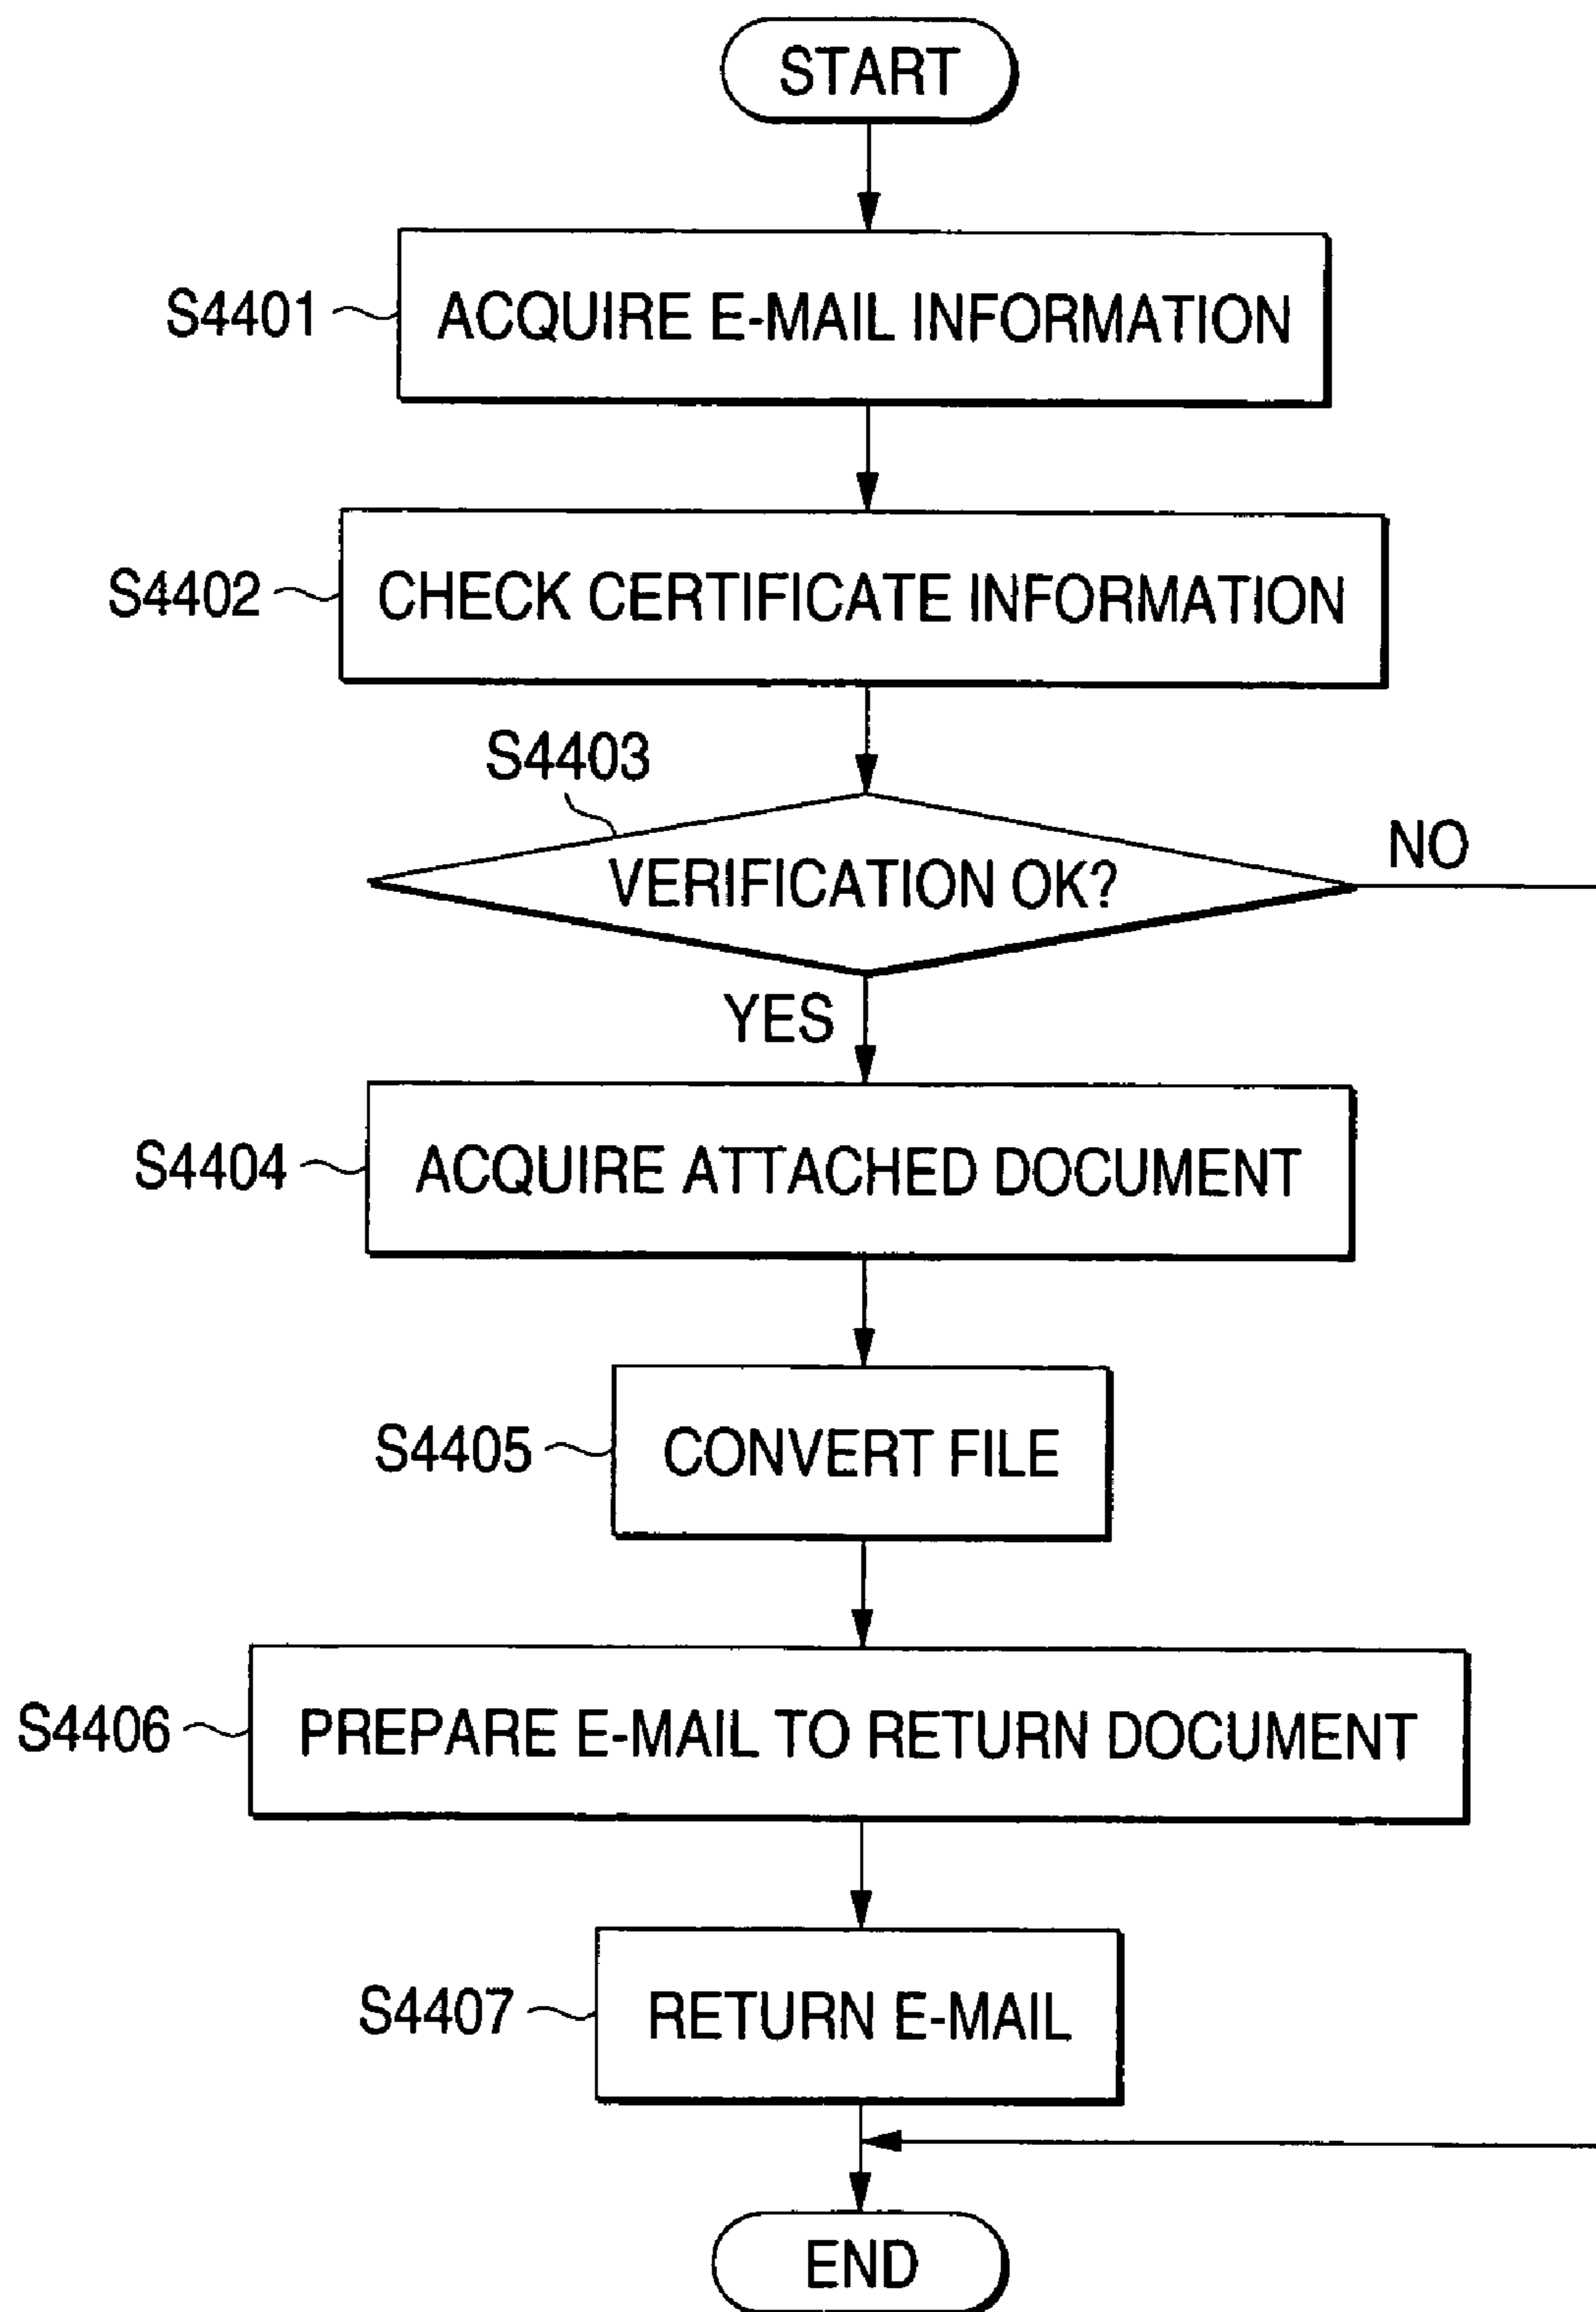 START
S4401
ACQUIRE E-MAIL INFORMATION
S4402
CHECK CERTIFICATE INFORMATION
S4403
VERIFICATION OK?
NO
YES
S4404
ACQUIRE ATTACHED DOCUMENT
S4405
CONVERT FILE
S4406
PREPARE E-MAIL TO RETURN DOCUMENT
S4407
RETURN E-MAIL
END